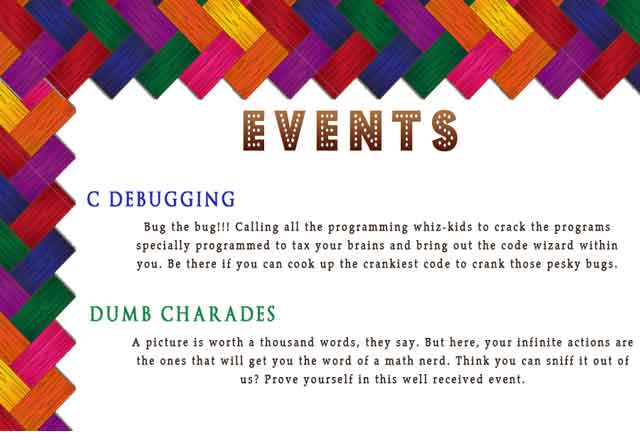 EVENTS
C DEBUGGING
Bug the bug!!! Calling all the programming whiz-kids to crack the programs
specially programmed to tax your brains and bring out the code wizard within
you. Be there if you can cook up the crankiest code to crank those pesky bugs.
DUMB CHARADES
A picture is worth a thousand words, they say. But here, your infinite actions are
the ones that will get you the word of a math nerd. Think you can sniff it out of
us? Prove yourself in this well received event.